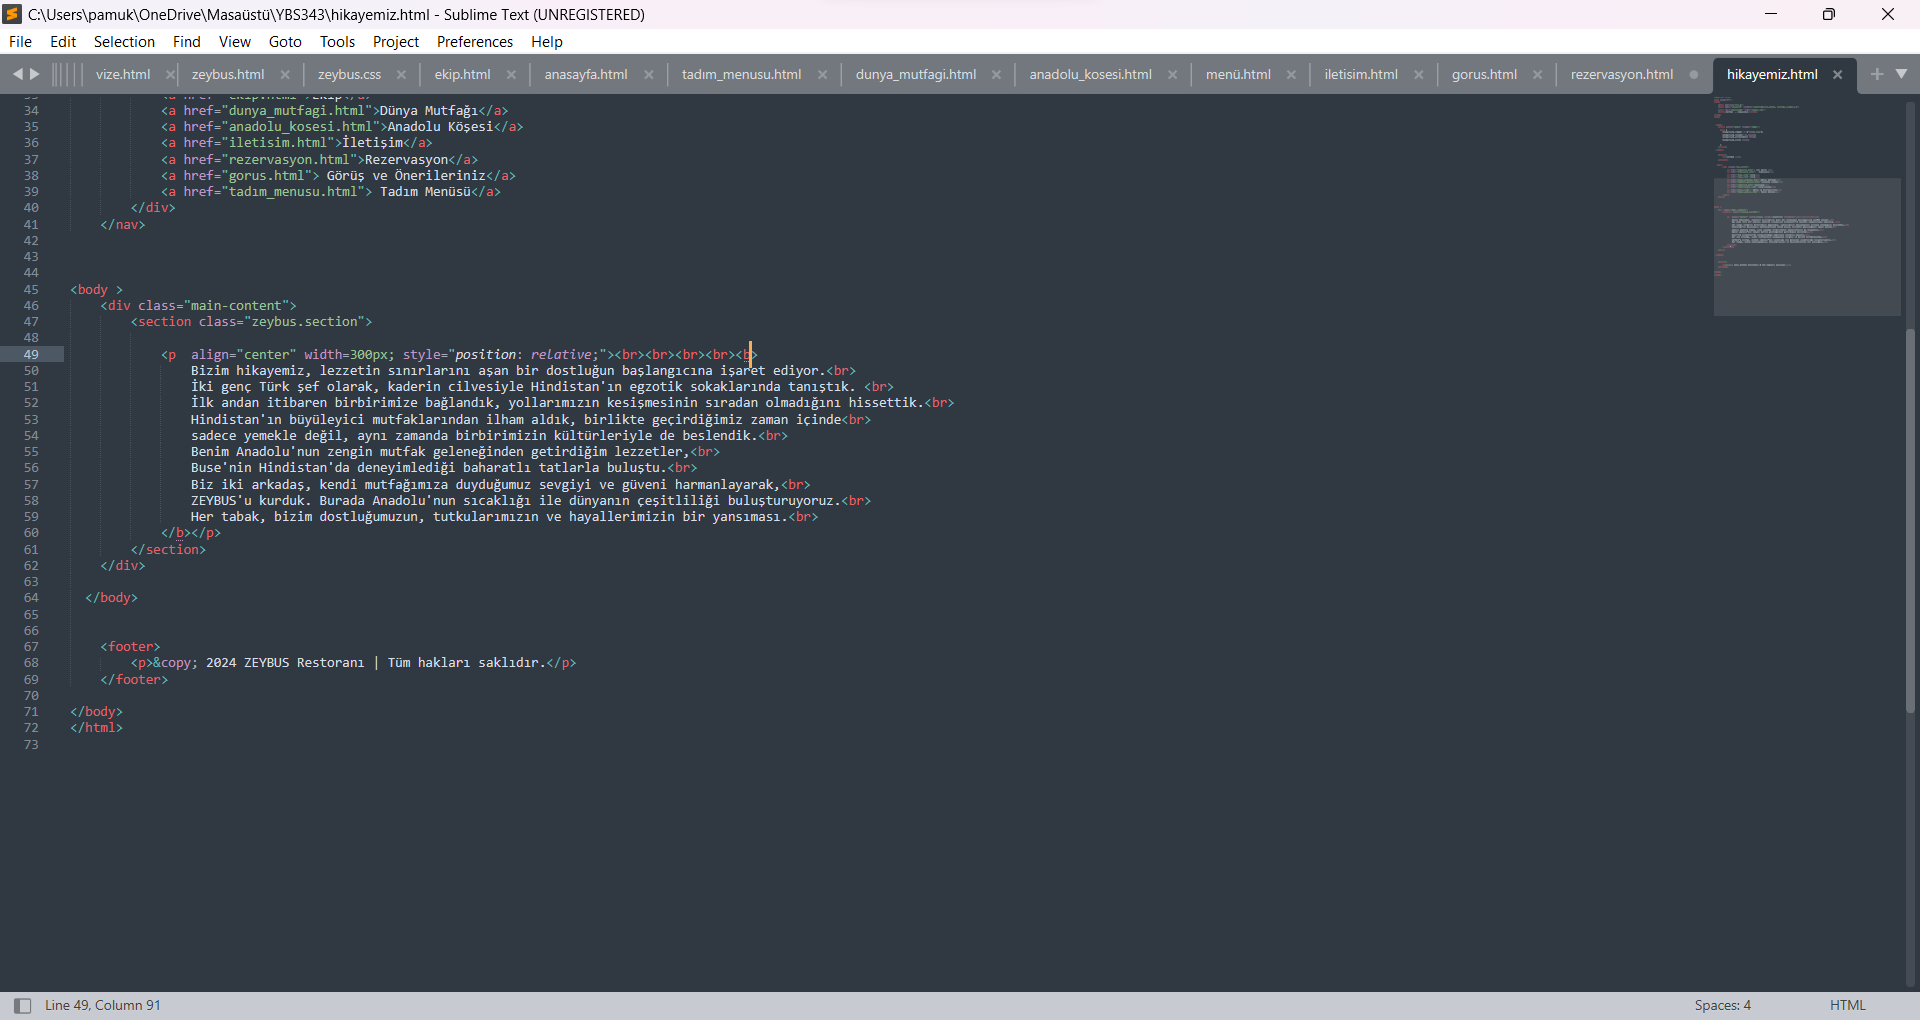 C:\Users\pamuk\OneDrive\Masaüstü\YBS343\hikayemiz.html - Sublime Text (UNREGISTERED)
File Edit Selection Find View Goto Tools Project Preferences Help
vize.html zeybus.html zeybus.css ekip.html anasayfa.html tadım_menusu.html dunya_mutfagi.html anadolu_kosesi.html menü.html iletisim.html gorus.html rezervasyon.html hikayemiz.html
34 <a href="dunya_mutfagi.html">Dünya Mutfağı</a>
35 <a href="anadolu_kosesi.html">Anadolu Köşesi</a>
36 <a href="iletisim.html">İletişim</a>
37 <a href="rezervasyon.html">Rezervasyon</a>
38 <a href="gorus.html"> Görüş ve Önerileriniz</a>
39 <a href="tadım_menusu.html"> Tadım Menüsü</a>
40 </div>
41 </nav>
42
43
44
45 <body >
46 <div class="main-content">
47 <section class="zeybus.section">
48
49 <p  align="center" width=300px; style="position: relative;"><br><br><br><br><b>
50 Bizim hikayemiz, lezzetin sınırlarını aşan bir dostluğun başlangıcına işaret ediyor.<br>
51 İki genç Türk şef olarak, kaderin cilvesiyle Hindistan'ın egzotik sokaklarında tanıştık. <br>
52 İlk andan itibaren birbirimize bağlandık, yollarımızın kesişmesinin sıradan olmadığını hissettik.<br>
53 Hindistan'ın büyüleyici mutfaklarından ilham aldık, birlikte geçirdiğimiz zaman içinde<br>
54 sadece yemekle değil, aynı zamanda birbirimizin kültürleriyle de beslendik.<br>
55 Benim Anadolu'nun zengin mutfak geleneğinden getirdiğim lezzetler,<br>
56 Buse'nin Hindistan'da deneyimlediği baharatlı tatlarla buluştu.<br>
57 Biz iki arkadaş, kendi mutfağımıza duyduğumuz sevgiyi ve güveni harmanlayarak,<br>
58 ZEYBUS'u kurduk. Burada Anadolu'nun sıcaklığı ile dünyanın çeşitliliği buluşturuyoruz.<br>
59 Her tabak, bizim dostluğumuzun, tutkularımızın ve hayallerimizin bir yansıması.<br>
60 </b></p>
61 </section>
62 </div>
63
64 </body>
65
66
67 <footer>
68 <p>&copy; 2024 ZEYBUS Restoranı | Tüm hakları saklıdır.</p>
69 </footer>
70
71 </body>
72 </html>
73
Line 49, Column 91 Spaces: 4 HTML